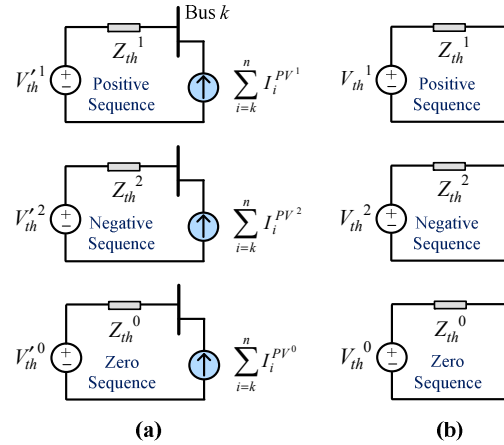 Bus k
Z_th^1
V'_th^1
+
−
Positive
Sequence
∑_{i=k}^{n} I_i^{PV^1}
Z_th^2
V'_th^2
+
−
Negative
Sequence
∑_{i=k}^{n} I_i^{PV^2}
Z_th^0
V'_th^0
+
−
Zero
Sequence
∑_{i=k}^{n} I_i^{PV^0}
(a)
Z_th^1
V_th^1
+
−
Positive
Sequence
Z_th^2
V_th^2
+
−
Negative
Sequence
Z_th^0
V_th^0
+
−
Zero
Sequence
(b)